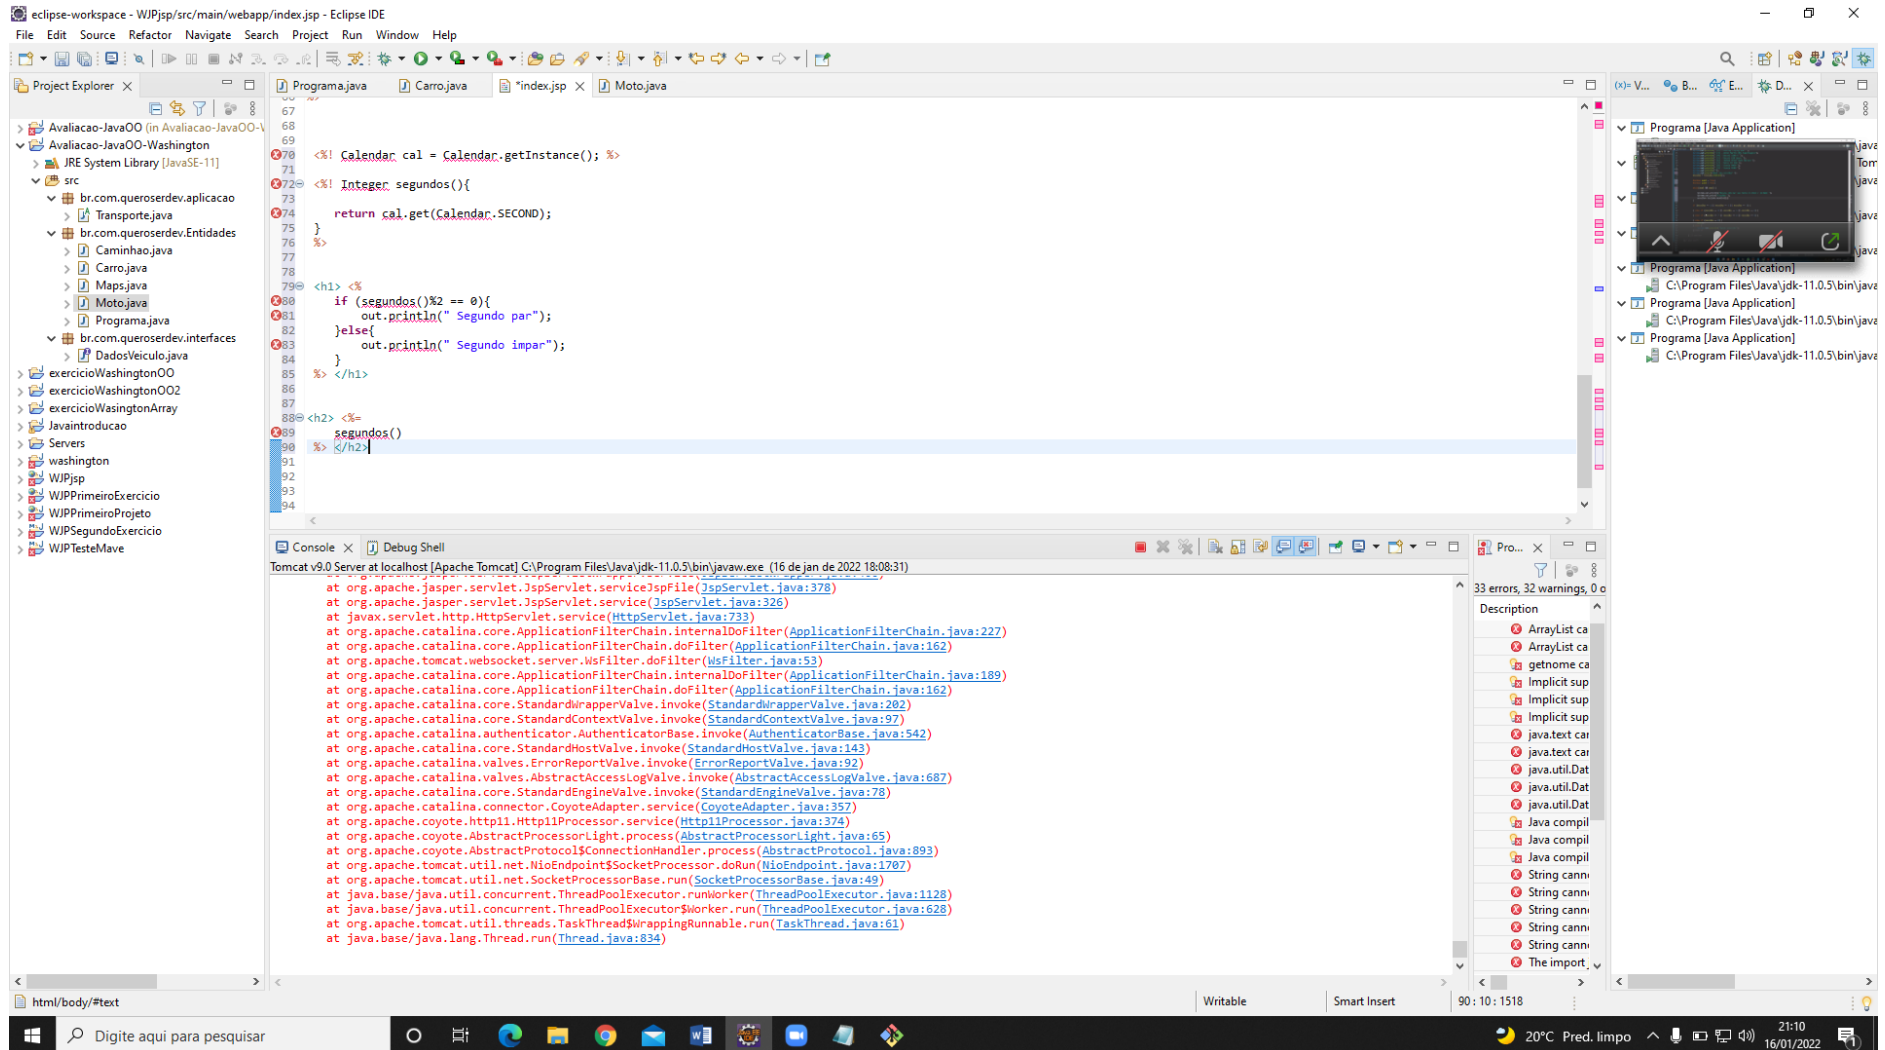 eclipse-workspace - WJPjsp/src/main/webapp/index.jsp - Eclipse IDE
File Edit Source Refactor Navigate Search Project Run Window Help
Project Explorer
Programa.java
Carro.java
*index.jsp
Moto.java
(x)= V...
B...
E...
D...
Avaliacao-JavaOO (in Avaliacao-JavaOO-V
Avaliacao-JavaOO-Washington
JRE System Library [JavaSE-11]
src
br.com.queroserdev.aplicacao
Transporte.java
br.com.queroserdev.Entidades
Caminhao.java
Carro.java
Maps.java
Moto.java
Programa.java
br.com.queroserdev.interfaces
DadosVeiculo.java
exercicioWashingtonOO
exercicioWashingtonOO2
exercicioWasingtonArray
Javaintroducao
Servers
washington
WJPjsp
WJPPrimeiroExercicio
WJPPrimeiroProjeto
WJPSegundoExercicio
WJPTesteMave
66 %>
67
68
69
70 <%! Calendar cal = Calendar.getInstance(); %>
71
72 <%! Integer segundos(){
73
74 return cal.get(Calendar.SECOND);
75 }
76 %>
77
78
79 <h1> <%
80 if (segundos()%2 == 0){
81 out.println(" Segundo par");
82 }else{
83 out.println(" Segundo impar");
84 }
85 %> </h1>
86
87
88 <h2> <%=
89 segundos()
90 %> </h2>
91
92
93
94
Programa [Java Application]
java
Tom
java
java
java
Programa [Java Application]
C:\Program Files\Java\jdk-11.0.5\bin\java
Programa [Java Application]
C:\Program Files\Java\jdk-11.0.5\bin\java
Programa [Java Application]
C:\Program Files\Java\jdk-11.0.5\bin\java
Console
Debug Shell
Tomcat v9.0 Server at localhost [Apache Tomcat] C:\Program Files\Java\jdk-11.0.5\bin\javaw.exe (16 de jan de 2022 18:08:31)
at org.apache.jasper.servlet.JspServlet.serviceJspFile(JspServlet.java:378)
at org.apache.jasper.servlet.JspServlet.service(JspServlet.java:326)
at javax.servlet.http.HttpServlet.service(HttpServlet.java:733)
at org.apache.catalina.core.ApplicationFilterChain.internalDoFilter(ApplicationFilterChain.java:227)
at org.apache.catalina.core.ApplicationFilterChain.doFilter(ApplicationFilterChain.java:162)
at org.apache.tomcat.websocket.server.WsFilter.doFilter(WsFilter.java:53)
at org.apache.catalina.core.ApplicationFilterChain.internalDoFilter(ApplicationFilterChain.java:189)
at org.apache.catalina.core.ApplicationFilterChain.doFilter(ApplicationFilterChain.java:162)
at org.apache.catalina.core.StandardWrapperValve.invoke(StandardWrapperValve.java:202)
at org.apache.catalina.core.StandardContextValve.invoke(StandardContextValve.java:97)
at org.apache.catalina.authenticator.AuthenticatorBase.invoke(AuthenticatorBase.java:542)
at org.apache.catalina.core.StandardHostValve.invoke(StandardHostValve.java:143)
at org.apache.catalina.valves.ErrorReportValve.invoke(ErrorReportValve.java:92)
at org.apache.catalina.valves.AbstractAccessLogValve.invoke(AbstractAccessLogValve.java:687)
at org.apache.catalina.core.StandardEngineValve.invoke(StandardEngineValve.java:78)
at org.apache.catalina.connector.CoyoteAdapter.service(CoyoteAdapter.java:357)
at org.apache.coyote.http11.Http11Processor.service(Http11Processor.java:374)
at org.apache.coyote.AbstractProcessorLight.process(AbstractProcessorLight.java:65)
at org.apache.coyote.AbstractProtocol$ConnectionHandler.process(AbstractProtocol.java:893)
at org.apache.tomcat.util.net.NioEndpoint$SocketProcessor.doRun(NioEndpoint.java:1707)
at org.apache.tomcat.util.net.SocketProcessorBase.run(SocketProcessorBase.java:49)
at java.base/java.util.concurrent.ThreadPoolExecutor.runWorker(ThreadPoolExecutor.java:1128)
at java.base/java.util.concurrent.ThreadPoolExecutor$Worker.run(ThreadPoolExecutor.java:628)
at org.apache.tomcat.util.threads.TaskThread$WrappingRunnable.run(TaskThread.java:61)
at java.base/java.lang.Thread.run(Thread.java:834)
Pro...
33 errors, 32 warnings, 0 o
Description
ArrayList ca
ArrayList ca
getnome ca
Implicit sup
Implicit sup
Implicit sup
java.text car
java.text car
java.util.Dat
java.util.Dat
java.util.Dat
Java compil
Java compil
Java compil
String canno
String canno
String canno
String canno
String canno
The import
html/body/#text
Writable
Smart Insert
90 : 10 : 1518
Digite aqui para pesquisar
20°C Pred. limpo
21:10
16/01/2022
1